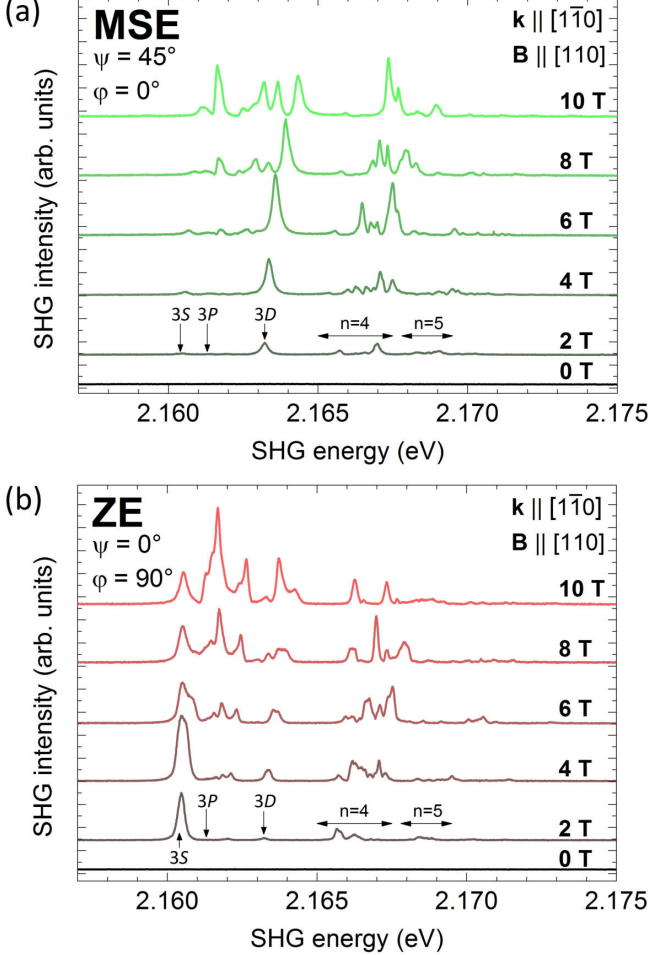 (a)
MSE
ψ = 45°
φ = 0°
k || [11̅0]
B || [110]
10 T
8 T
6 T
4 T
2 T
0 T
3S
3P
3D
n=4
n=5
SHG intensity (arb. units)
2.160
2.165
2.170
2.175
SHG energy (eV)
(b)
ZE
ψ = 0°
φ = 90°
k || [11̅0]
B || [110]
10 T
8 T
6 T
4 T
2 T
0 T
3P
3D
n=4
n=5
3S
SHG intensity (arb. units)
2.160
2.165
2.170
2.175
SHG energy (eV)